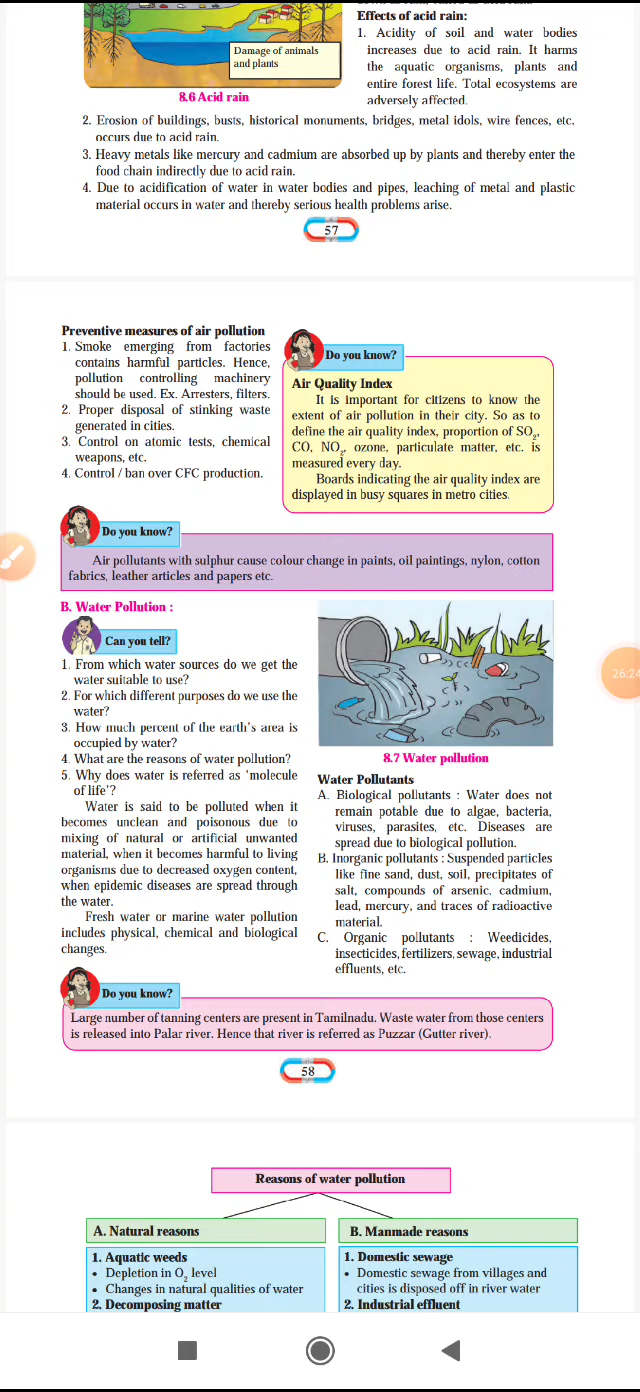 Effects of acid rain:
1. Acidity of soil and water bodies
increases due to acid rain. It harms
the aquatic organisms, plants and
entire forest life. Total ecosystems are
adversely affected.
Damage of animals
and plants
8.6 Acid rain
2. Erosion of buildings, busts, historical monuments, bridges, metal idols, wire fences, etc.
occurs due to acid rain.
3. Heavy metals like mercury and cadmium are absorbed up by plants and thereby enter the
food chain indirectly due to acid rain.
4. Due to acidification of water in water bodies and pipes, leaching of metal and plastic
material occurs in water and thereby serious health problems arise.
57
Preventive measures of air pollution
1. Smoke emerging from factories
contains harmful particles. Hence,
pollution controlling machinery
should be used. Ex. Arresters, filters.
2. Proper disposal of stinking waste
generated in cities.
3. Control on atomic tests, chemical
weapons, etc.
4. Control / ban over CFC production.
Do you know?
Air Quality Index
It is important for citizens to know the
extent of air pollution in their city. So as to
define the air quality index, proportion of SO₂,
CO, NO₂, ozone, particulate matter, etc. is
measured every day.
Boards indicating the air quality index are
displayed in busy squares in metro cities.
Do you know?
Air pollutants with sulphur cause colour change in paints, oil paintings, nylon, cotton
fabrics, leather articles and papers etc.
B. Water Pollution :
Can you tell?
1. From which water sources do we get the
water suitable to use?
2. For which different purposes do we use the
water?
3. How much percent of the earth's area is
occupied by water?
4. What are the reasons of water pollution?
5. Why does water is referred as 'molecule
of life'?
Water is said to be polluted when it
becomes unclean and poisonous due to
mixing of natural or artificial unwanted
material, when it becomes harmful to living
organisms due to decreased oxygen content,
when epidemic diseases are spread through
the water.
Fresh water or marine water pollution
includes physical, chemical and biological
changes.
26:24
8.7 Water pollution
Water Pollutants
A. Biological pollutants : Water does not
remain potable due to algae, bacteria,
viruses, parasites, etc. Diseases are
spread due to biological pollution.
B. Inorganic pollutants : Suspended particles
like fine sand, dust, soil, precipitates of
salt, compounds of arsenic, cadmium,
lead, mercury, and traces of radioactive
material.
C. Organic pollutants : Weedicides,
insecticides, fertilizers, sewage, industrial
effluents, etc.
Do you know?
Large number of tanning centers are present in Tamilnadu. Waste water from those centers
is released into Palar river. Hence that river is referred as Puzzar (Gutter river).
58
Reasons of water pollution
A. Natural reasons
1. Aquatic weeds
• Depletion in O₂ level
• Changes in natural qualities of water
2. Decomposing matter
B. Manmade reasons
1. Domestic sewage
• Domestic sewage from villages and
cities is disposed off in river water
2. Industrial effluent